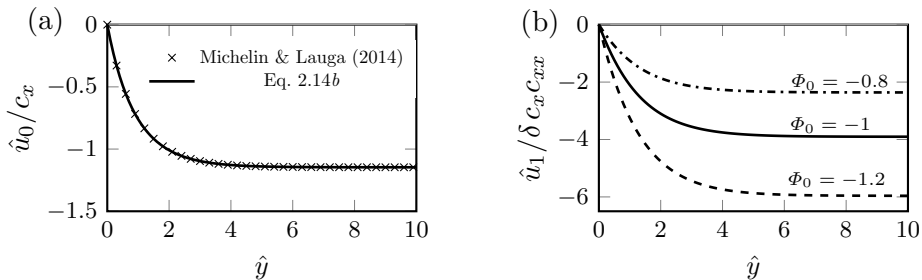 (a)
0
−0.5
−1
−1.5
û₀/cₓ
× Michelin & Lauga (2014)
Eq. 2.14b
0 2 4 6 8 10
ŷ
(b)
0
−2
−4
−6
û₁/δ cₓcₓₓ
Φ₀ = −0.8
Φ₀ = −1
Φ₀ = −1.2
0 2 4 6 8 10
ŷ